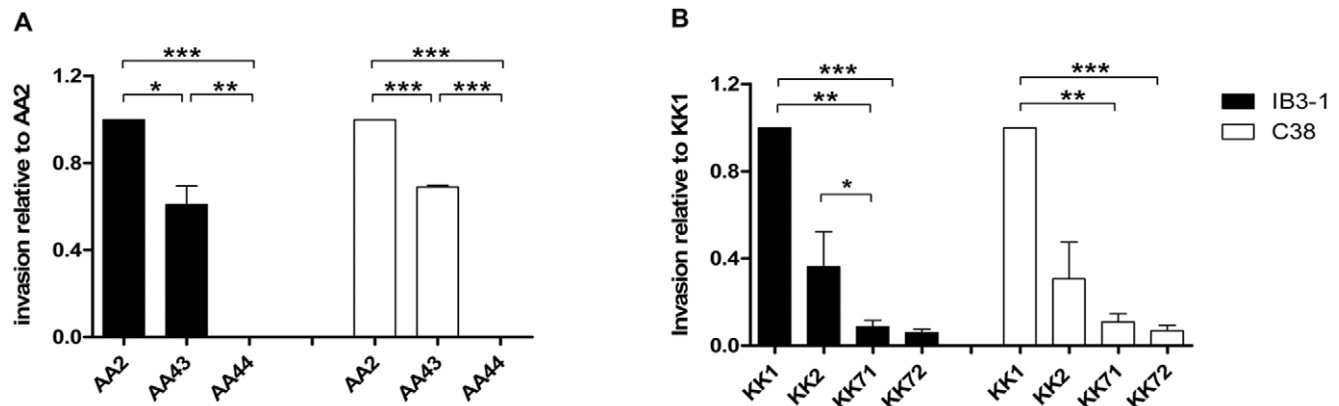 A
invasion relative to AA2
1.2
0.8
0.4
0.0
***
* **
***
*** ***
AA2 AA43 AA44 AA2 AA43 AA44
B
Invasion relative to KK1
1.2
0.8
0.4
0.0
***
**
*
***
**
KK1 KK2 KK71 KK72 KK1 KK2 KK71 KK72
IB3-1
C38